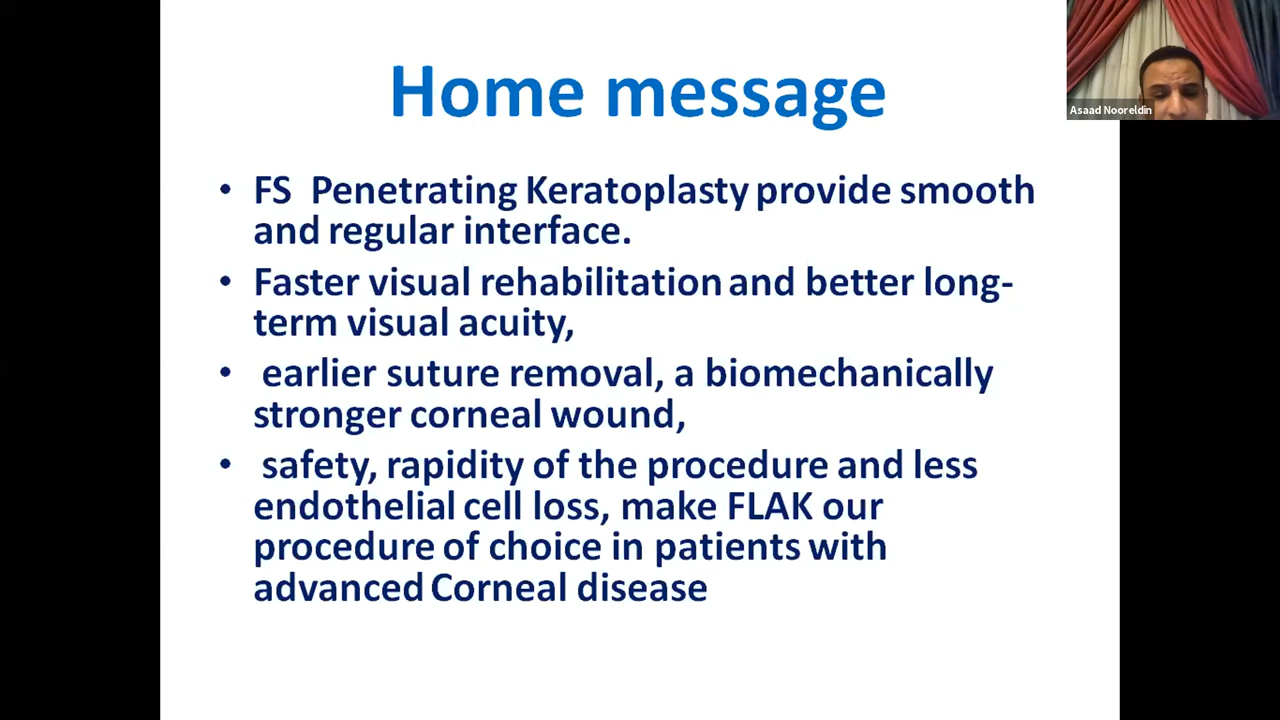 Home message
Asaad Nooreldin
• FS Penetrating Keratoplasty provide smooth
and regular interface.
• Faster visual rehabilitation and better long-
term visual acuity,
• earlier suture removal, a biomechanically
stronger corneal wound,
• safety, rapidity of the procedure and less
endothelial cell loss, make FLAK our
procedure of choice in patients with
advanced Corneal disease